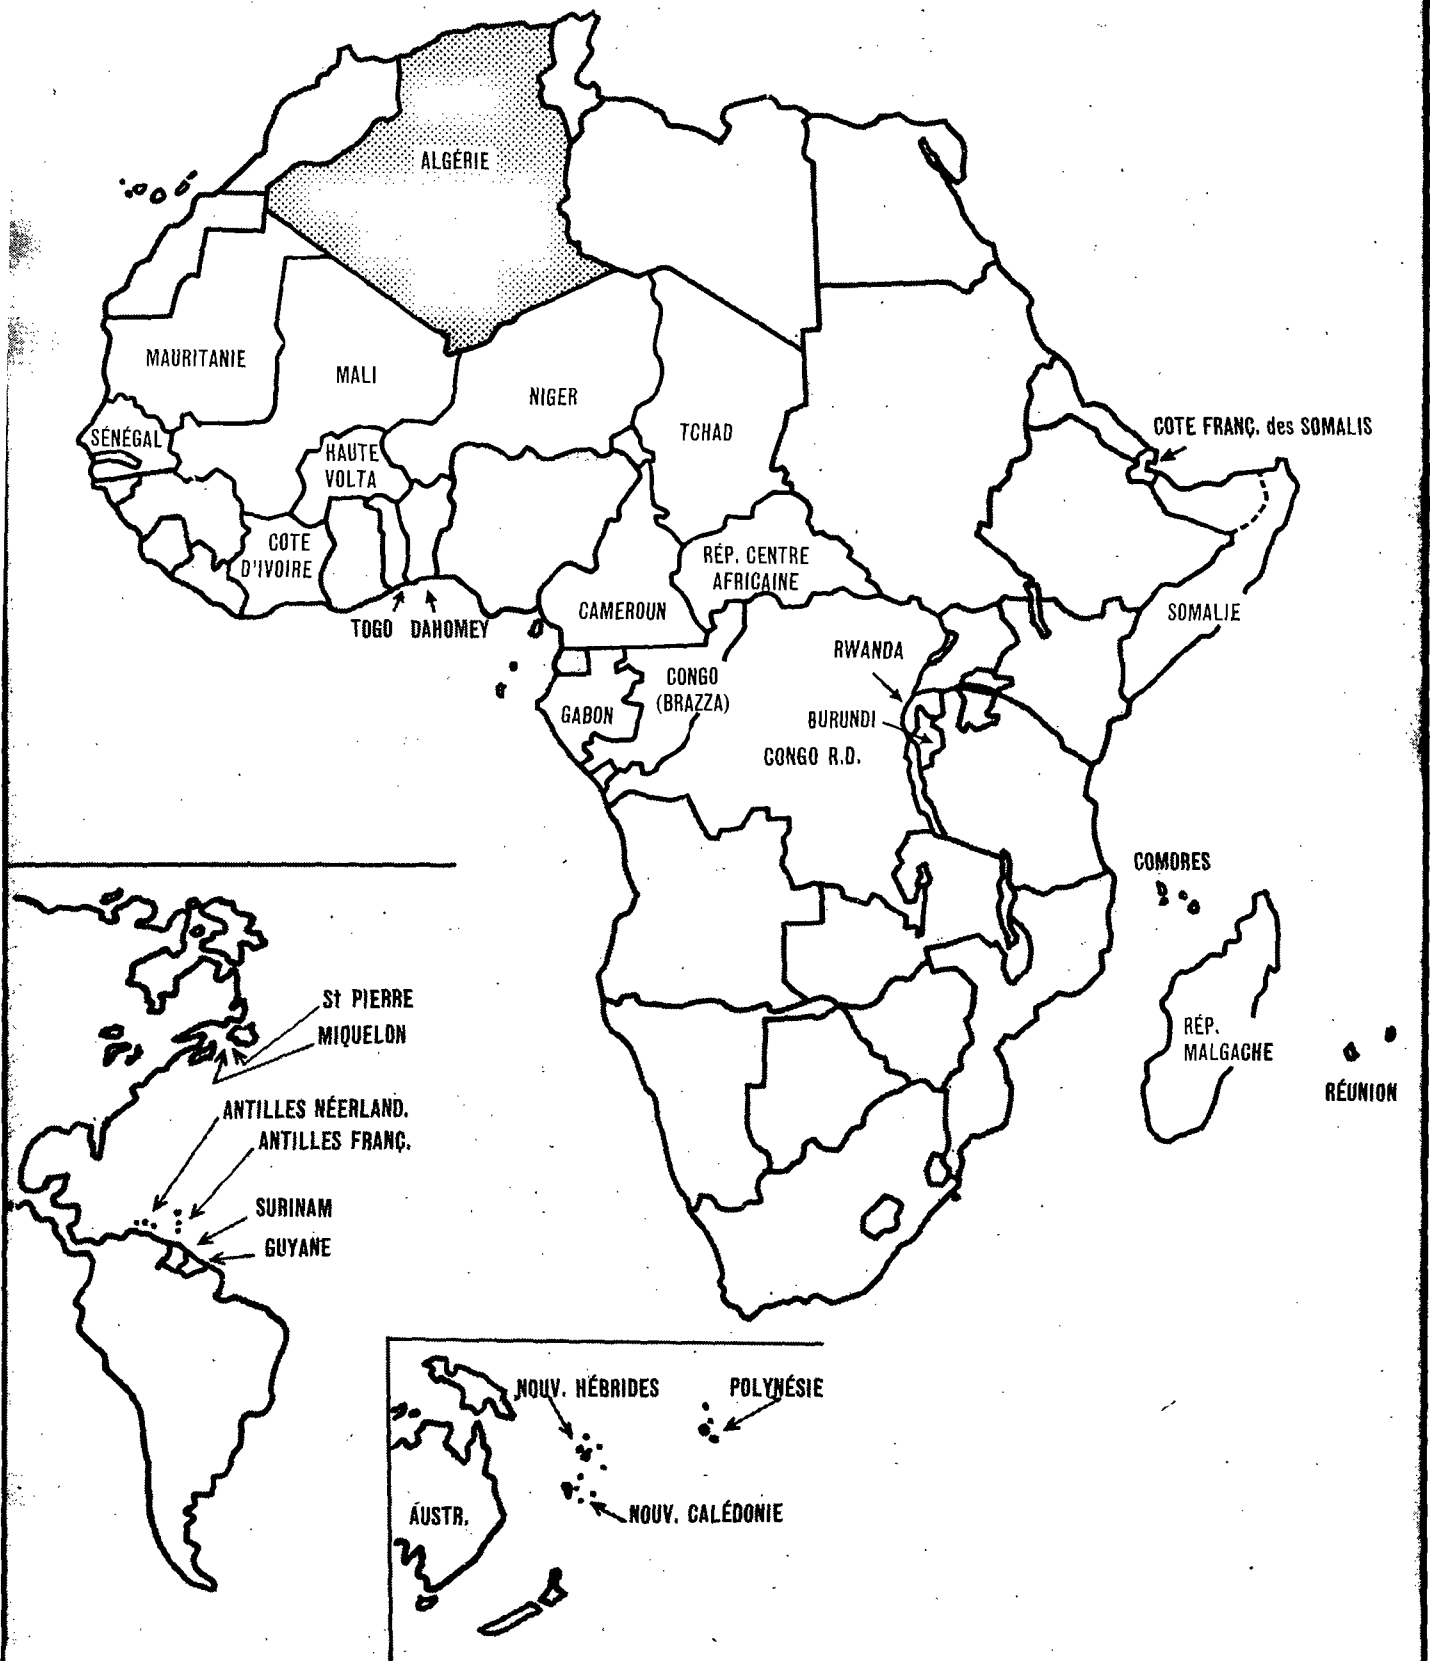 ALGÉRIE
MAURITANIE
MALI
NIGER
TCHAD
SÉNÉGAL
HAUTE
VOLTA
COTE FRANÇ. des SOMALIS
COTE
D'IVOIRE
RÉP. CENTRE
AFRICAINE
CAMEROUN
SOMALIE
TOGO
DAHOMEY
RWANDA
CONGO
(BRAZZA)
GABON
BURUNDI
CONGO R.D.
COMORES
RÉP.
MALGACHE
RÉUNION
St PIERRE
MIQUELON
ANTILLES NÉERLAND.
ANTILLES FRANÇ.
SURINAM
GUYANE
NOUV. HÉBRIDES
POLYNÉSIE
AUSTR.
NOUV. CALÉDONIE